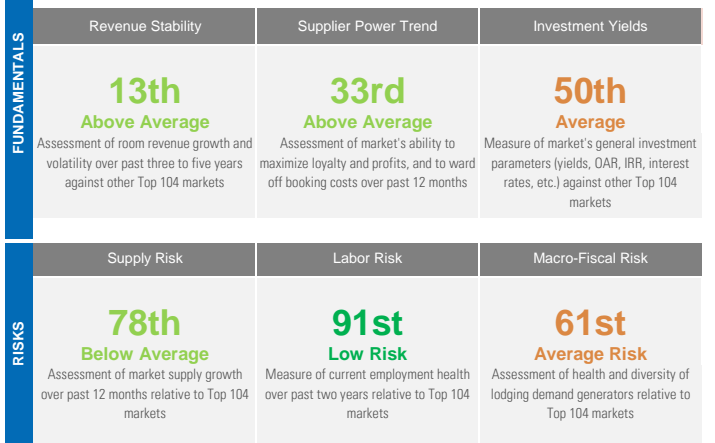 FUNDAMENTALS
Revenue Stability
13th
Above Average
Assessment of room revenue growth and
volatility over past three to five years
against other Top 104 markets
Supplier Power Trend
33rd
Above Average
Assessment of market's ability to
maximize loyalty and profits, and to ward
off booking costs over past 12 months
Investment Yields
50th
Average
Measure of market's general investment
parameters (yields, OAR, IRR, interest
rates, etc.) against other Top 104
markets
RISKS
Supply Risk
78th
Below Average
Assessment of market supply growth
over past 12 months relative to Top 104
markets
Labor Risk
91st
Low Risk
Measure of current employment health
over past two years relative to Top 104
markets
Macro-Fiscal Risk
61st
Average Risk
Assessment of health and diversity of
lodging demand generators relative to
Top 104 markets